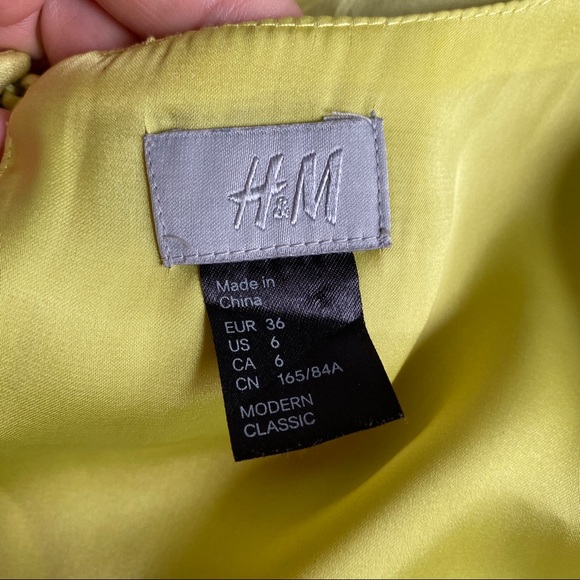 H&M
Made in
China
EUR 36
US 6
CA 6
CN 165/84A
MODERN
CLASSIC